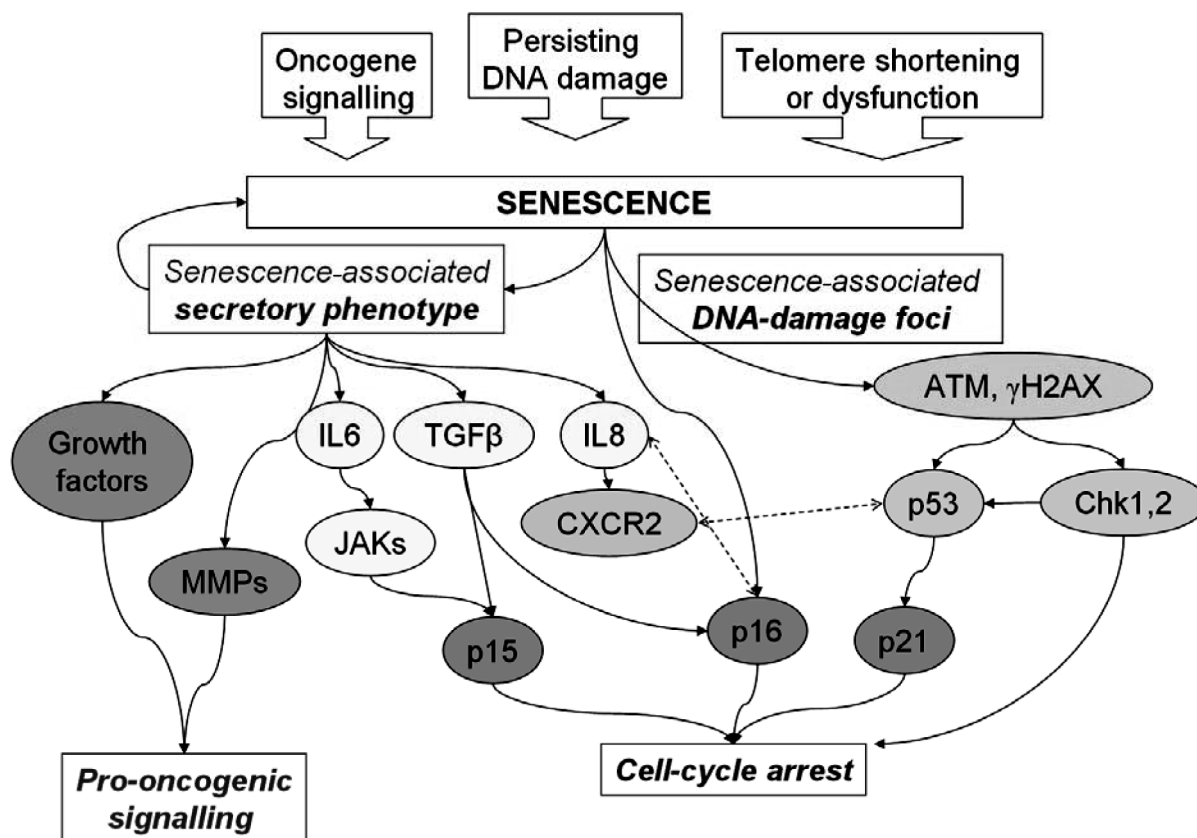 Oncogene
signalling
Persisting
DNA damage
Telomere shortening
or dysfunction
SENESCENCE
Senescence-associated
secretory phenotype
Senescence-associated
DNA-damage foci
ATM, γH2AX
Growth
factors
IL6
TGFβ
IL8
CXCR2
p53
Chk1,2
JAKs
MMPs
p15
p16
p21
Pro-oncogenic
signalling
Cell-cycle arrest